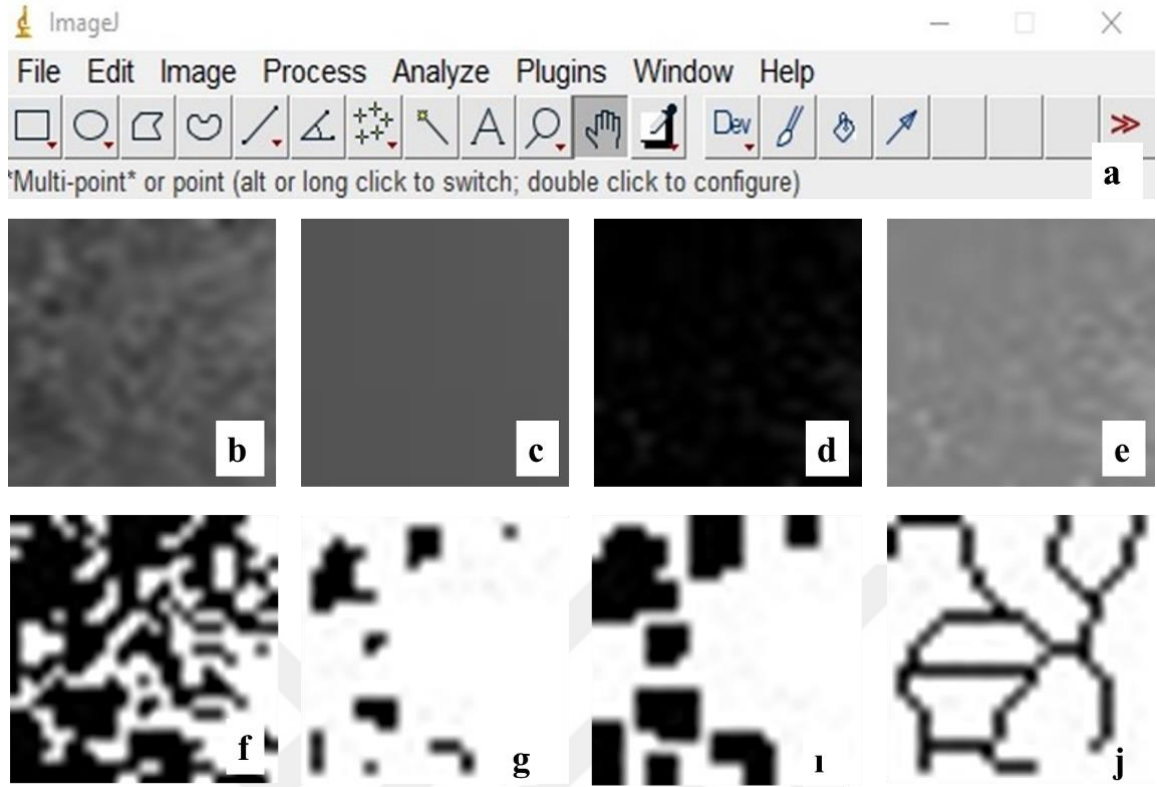 ImageJ
File Edit Image Process Analyze Plugins Window Help
A Dev >>
*Multi-point* or point (alt or long click to switch; double click to configure)
a
b c d e
f g ı j